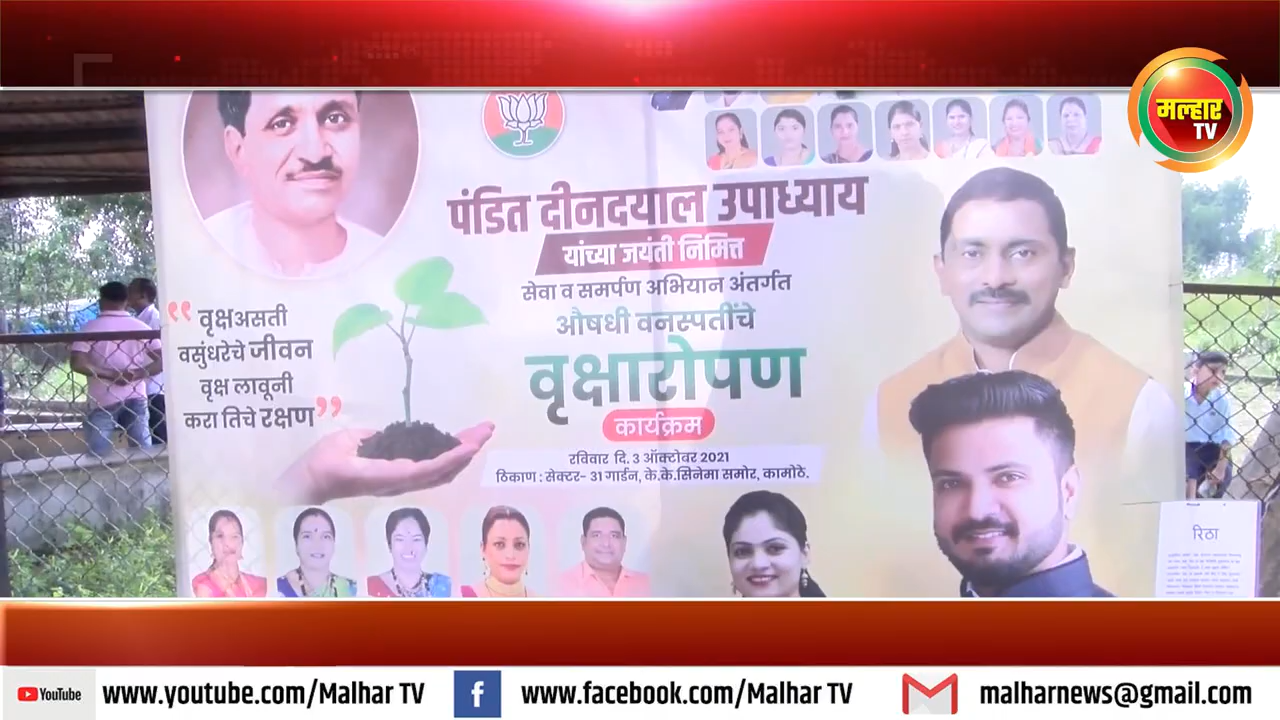 मल्हार
TV
पंडित दीनदयाल उपाध्याय
यांच्या जयंती निमित्त
सेवा व समर्पण अभियान अंतर्गत
औषधी वनस्पतींचे
वृक्षारोपण
कार्यक्रम
रविवार दि. 3 ऑक्टोबर 2021
ठिकाण : सेक्टर- 31 गार्डन, के.के.सिनेमा समोर, कामोठे.
"वृक्षअसती
वसुंधरेचे जीवन
वृक्ष लावूनी
करा तिचे रक्षण"
रिठा
YouTube www.youtube.com/Malhar TV
f www.facebook.com/Malhar TV
malharnews@gmail.com